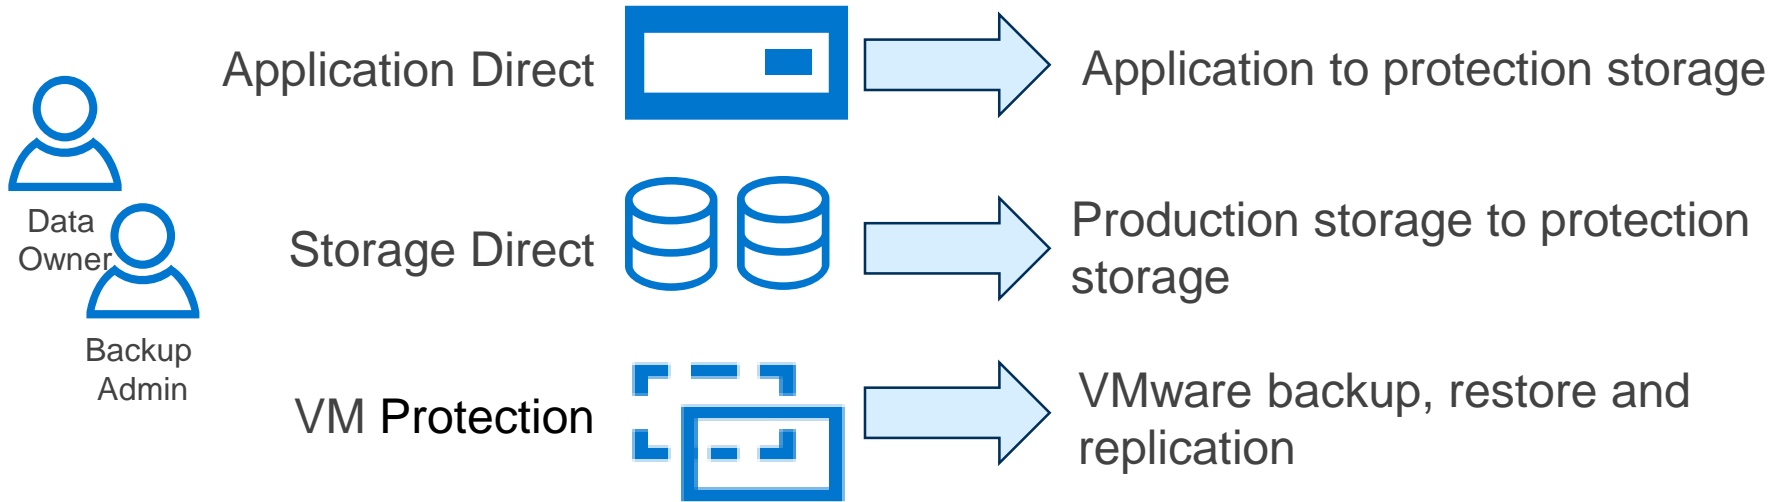 Application Direct
Application to protection storage
Data
Owner
Storage Direct
Production storage to protection
storage
Backup
Admin
VM Protection
VMware backup, restore and
replication